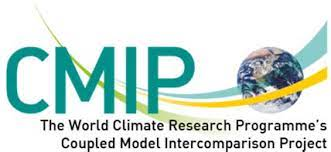 CMIP
The World Climate Research Programme's
Coupled Model Intercomparison Project